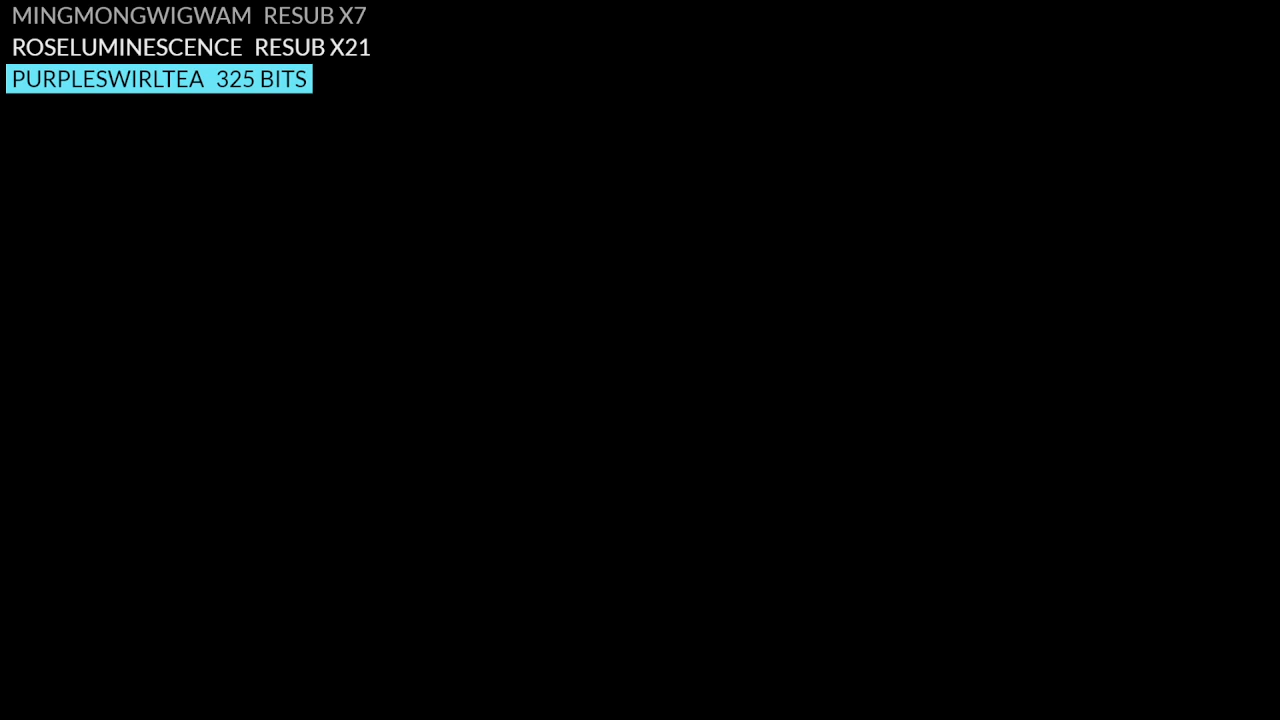 MINGMONGWIGWAM RESUB X7
ROSELUMINESCENCE RESUB X21
PURPLESWIRLTEA 325 BITS